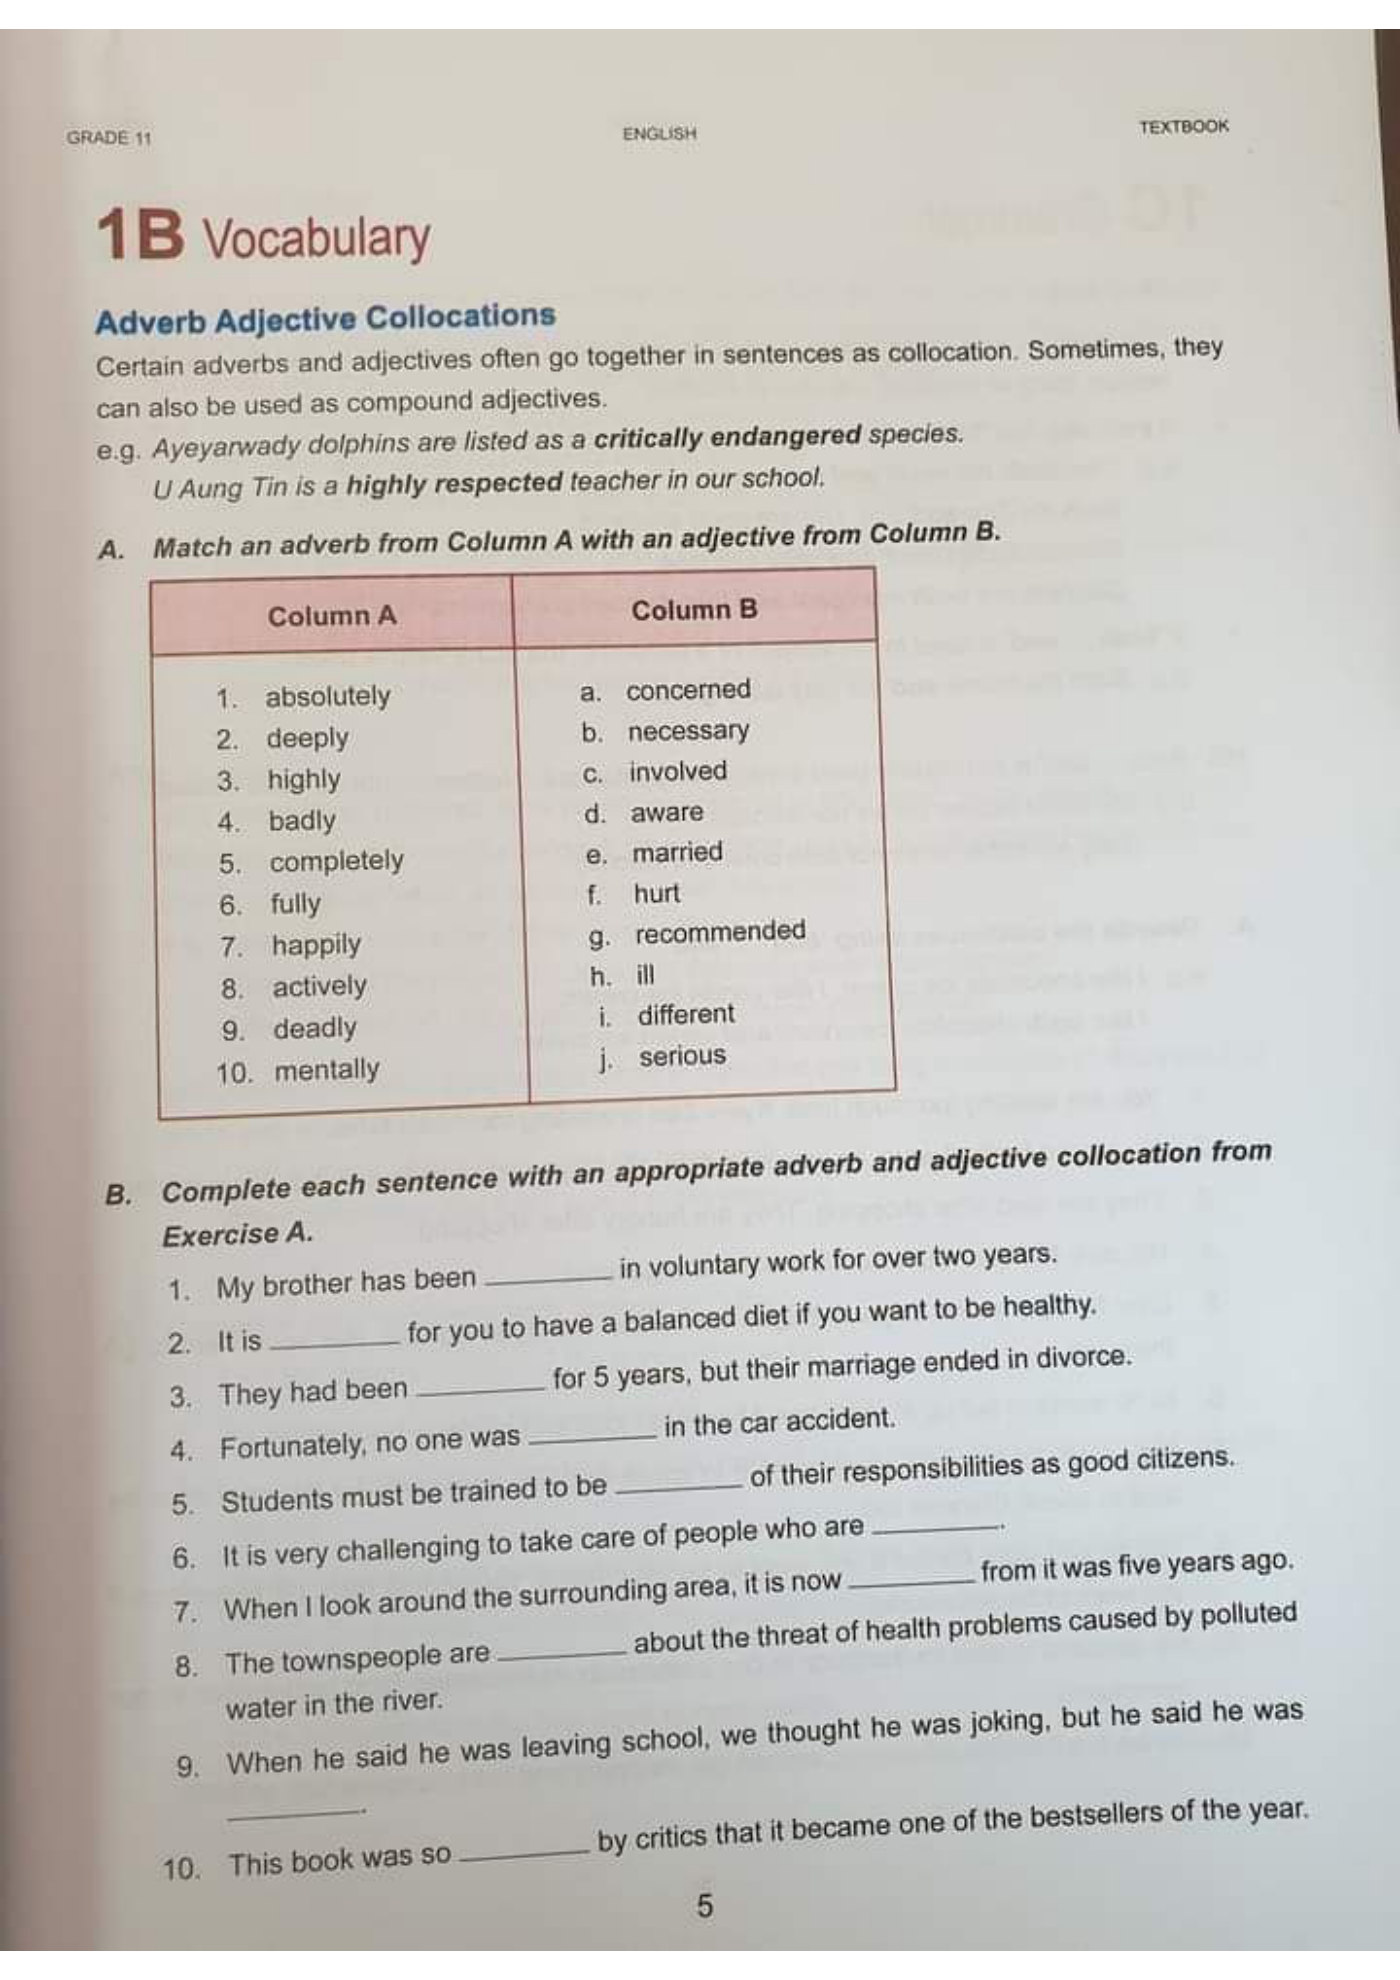 GRADE 11 ENGLISH TEXTBOOK
1B Vocabulary
Adverb Adjective Collocations
Certain adverbs and adjectives often go together in sentences as collocation. Sometimes, they
can also be used as compound adjectives.
e.g. Ayeyarwady dolphins are listed as a critically endangered species.
U Aung Tin is a highly respected teacher in our school.
A. Match an adverb from Column A with an adjective from Column B.
Column A Column B
1. absolutely a. concerned
2. deeply b. necessary
3. highly c. involved
4. badly d. aware
5. completely e. married
6. fully f. hurt
7. happily g. recommended
8. actively h. ill
9. deadly i. different
10. mentally j. serious
B. Complete each sentence with an appropriate adverb and adjective collocation from
Exercise A.
1. My brother has been _________ in voluntary work for over two years.
2. It is _________ for you to have a balanced diet if you want to be healthy.
3. They had been _________ for 5 years, but their marriage ended in divorce.
4. Fortunately, no one was _________ in the car accident.
5. Students must be trained to be _________ of their responsibilities as good citizens.
6. It is very challenging to take care of people who are _________.
7. When I look around the surrounding area, it is now _________ from it was five years ago.
8. The townspeople are _________ about the threat of health problems caused by polluted
water in the river.
9. When he said he was leaving school, we thought he was joking, but he said he was
_________.
10. This book was so _________ by critics that it became one of the bestsellers of the year.
5